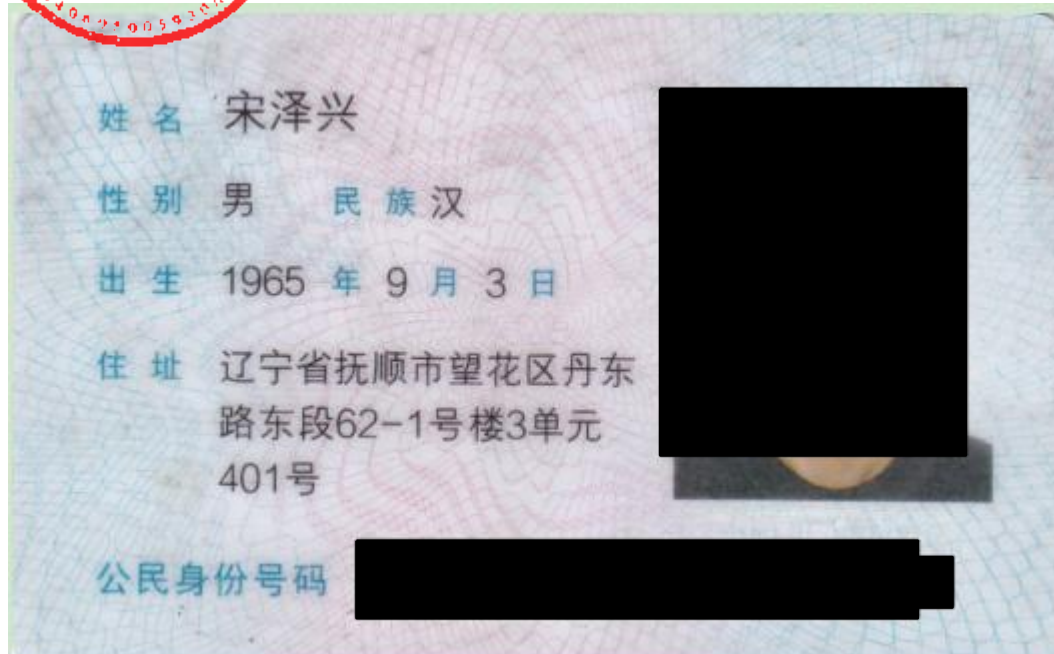 姓名 宋泽兴
性别 男 民族 汉
出生 1965 年 9 月 3 日
住址 辽宁省抚顺市望花区丹东
路东段62-1号楼3单元
401号
公民身份号码